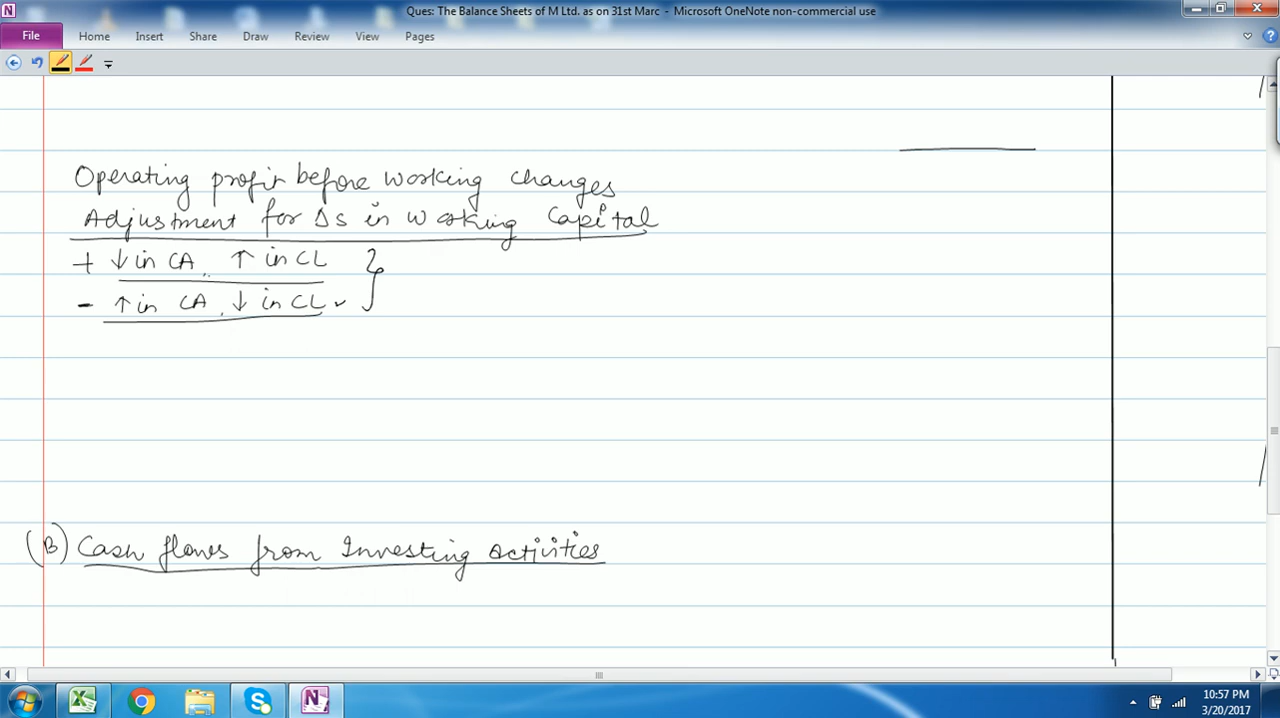 Ques: The Balance Sheets of M Ltd. as on 31st Marc - Microsoft OneNote non-commercial use
File Home Insert Share Draw Review View Pages
Operating profit before working changes
Adjustment for Δs in working Capital
+ ↓ in CA, ↑ in CL
- ↑ in CA, ↓ in CL
(B) Cash flows from Investing activities
10:57 PM
3/20/2017